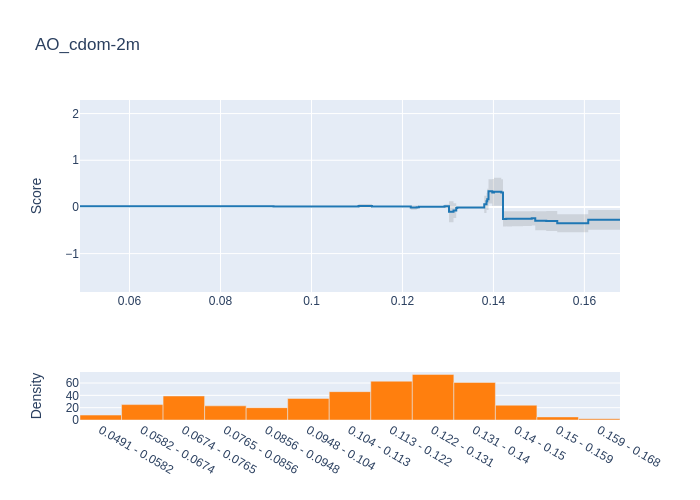 AO_cdom-2m
Score
2
1
0
−1
0.06
0.08
0.1
0.12
0.14
0.16
Density
60
40
20
0
0.0491 - 0.0582
0.0582 - 0.0674
0.0674 - 0.0765
0.0765 - 0.0856
0.0856 - 0.0948
0.0948 - 0.104
0.104 - 0.113
0.113 - 0.122
0.122 - 0.131
0.131 - 0.14
0.14 - 0.15
0.15 - 0.159
0.159 - 0.168